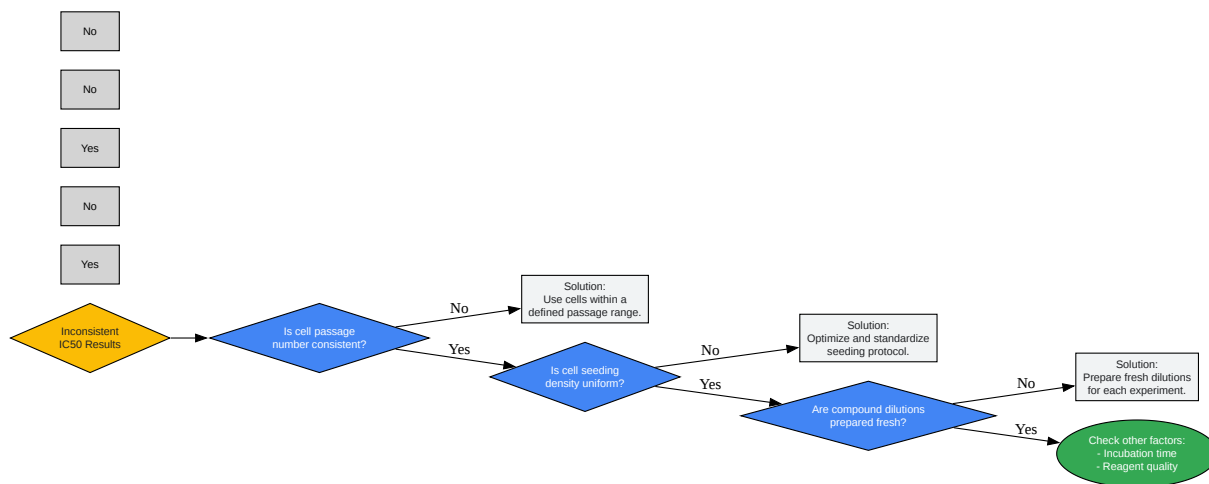 No
No
Yes
No
Yes
Inconsistent
IC50 Results
Is cell passage
number consistent?
No
Yes
Solution:
Use cells within a
defined passage range.
Is cell seeding
density uniform?
No
Yes
Solution:
Optimize and standardize
seeding protocol.
Are compound dilutions
prepared fresh?
No
Yes
Solution:
Prepare fresh dilutions
for each experiment.
Check other factors:
- Incubation time
- Reagent quality